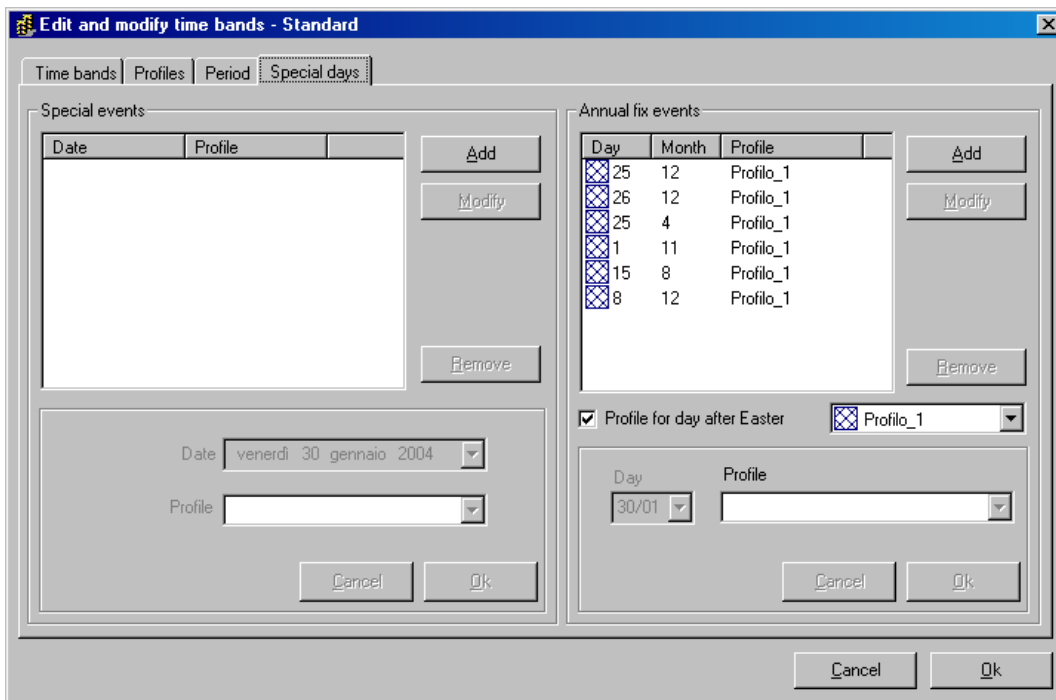 Edit and modify time bands - Standard
Time bands Profiles Period Special days
Special events
Date Profile
Add
Modify
Remove
Date venerdì 30 gennaio 2004
Profile
Cancel Ok
Annual fix events
Day Month Profile
25 12 Profilo_1
26 12 Profilo_1
25 4 Profilo_1
1 11 Profilo_1
15 8 Profilo_1
8 12 Profilo_1
Add
Modify
Remove
Profile for day after Easter Profilo_1
Day Profile
30/01
Cancel Ok
Cancel Ok